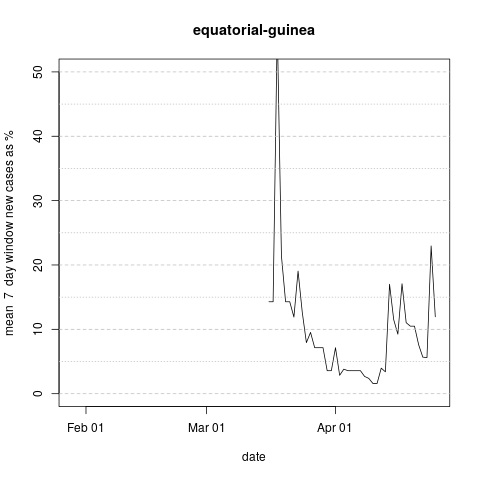 equatorial-guinea
mean  7  day window new cases as %
50
40
30
20
10
0
Feb 01
Mar 01
Apr 01
date